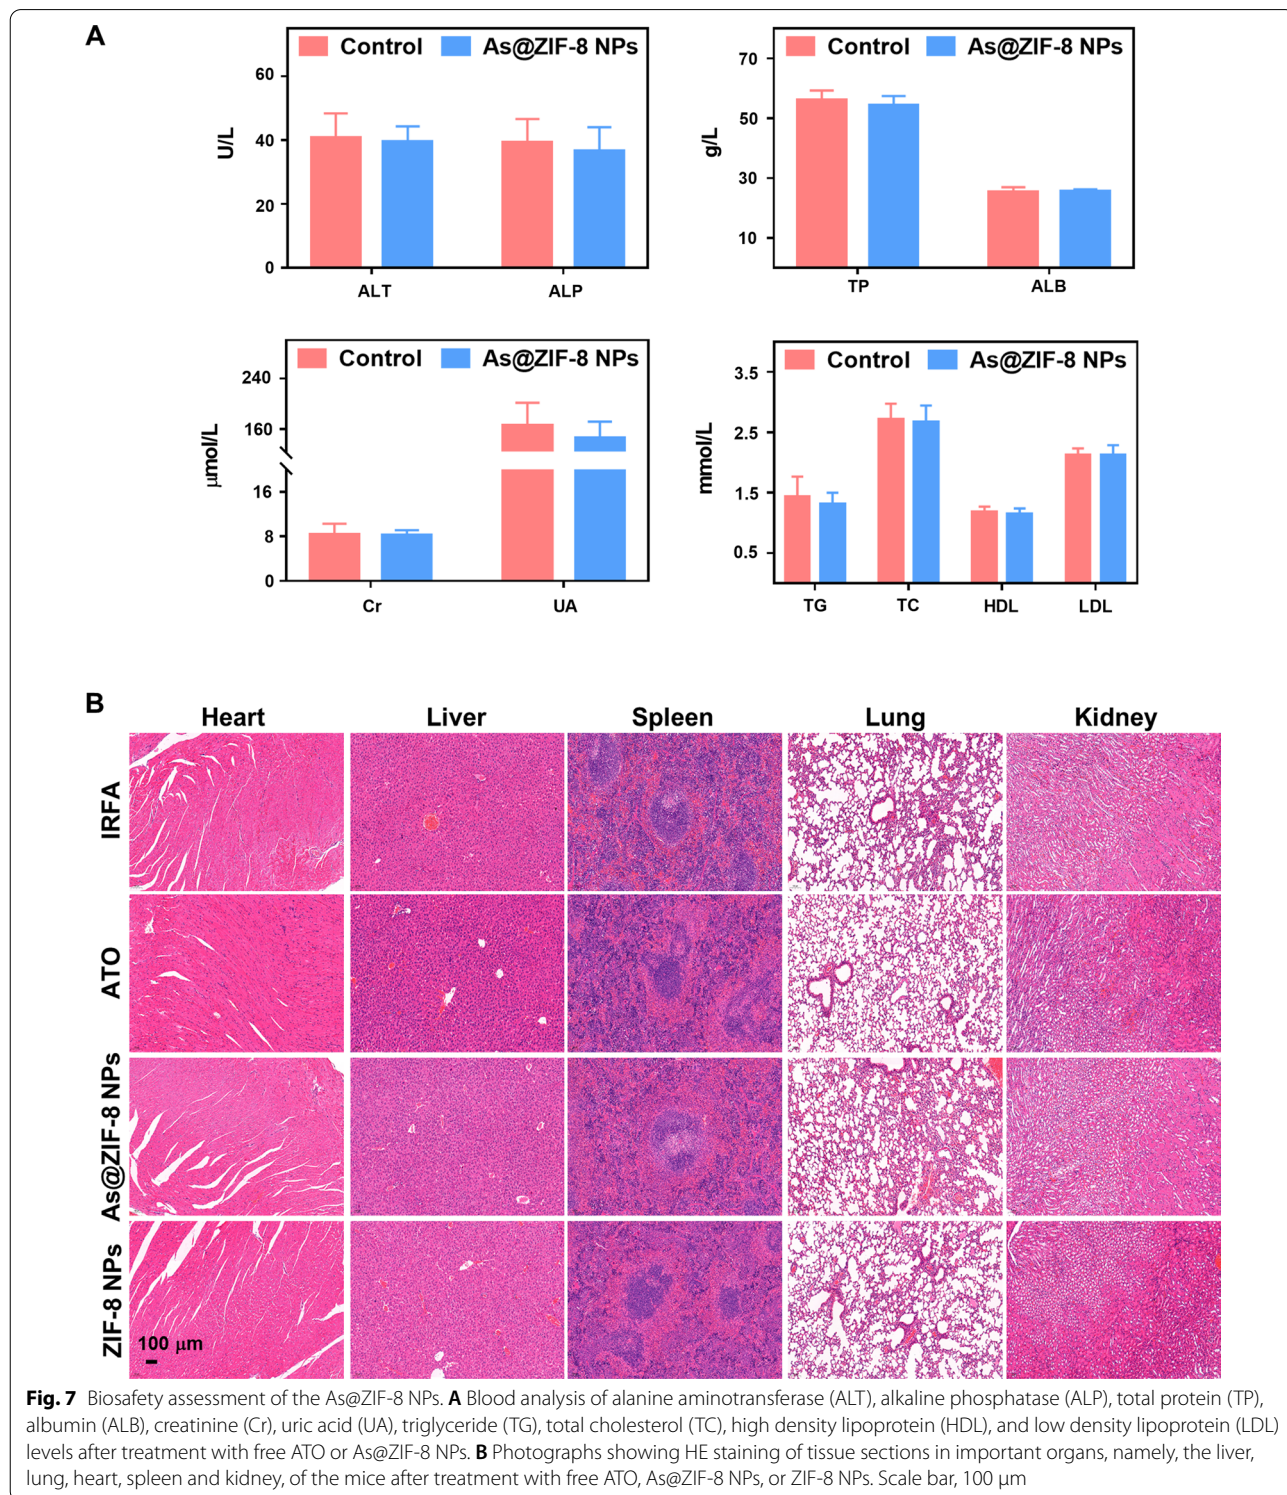 A
Control As@ZIF-8 NPs
U/L
60
40
20
0
ALT ALP
Control As@ZIF-8 NPs
g/L
70
50
30
10
TP ALB
Control As@ZIF-8 NPs
μmol/L
240
160
16
8
0
Cr UA
Control As@ZIF-8 NPs
mmol/L
3.5
2.5
1.5
0.5
TG TC HDL LDL
B
Heart Liver Spleen Lung Kidney
IRFA
ATO
As@ZIF-8 NPs
ZIF-8 NPs
100 μm
Fig. 7 Biosafety assessment of the As@ZIF-8 NPs. A Blood analysis of alanine aminotransferase (ALT), alkaline phosphatase (ALP), total protein (TP),
albumin (ALB), creatinine (Cr), uric acid (UA), triglyceride (TG), total cholesterol (TC), high density lipoprotein (HDL), and low density lipoprotein (LDL)
levels after treatment with free ATO or As@ZIF-8 NPs. B Photographs showing HE staining of tissue sections in important organs, namely, the liver,
lung, heart, spleen and kidney, of the mice after treatment with free ATO, As@ZIF-8 NPs, or ZIF-8 NPs. Scale bar, 100 μm